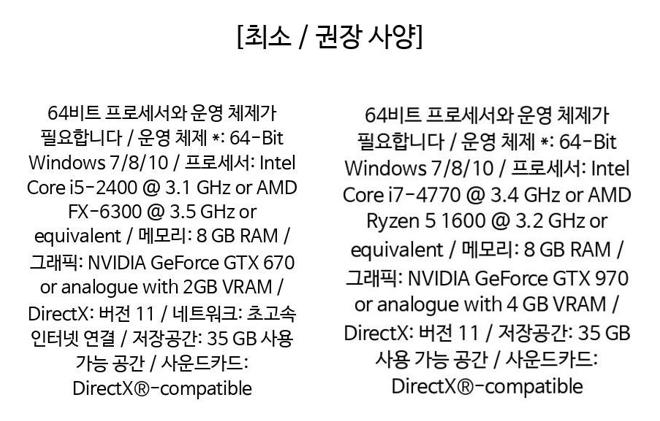 [최소 / 권장 사양]
64비트 프로세서와 운영 체제가
필요합니다 / 운영 체제 *: 64-Bit
Windows 7/8/10 / 프로세서: Intel
Core i5-2400 @ 3.1 GHz or AMD
FX-6300 @ 3.5 GHz or
equivalent / 메모리: 8 GB RAM /
그래픽: NVIDIA GeForce GTX 670
or analogue with 2GB VRAM /
DirectX: 버전 11 / 네트워크: 초고속
인터넷 연결 / 저장공간: 35 GB 사용
가능 공간 / 사운드카드:
DirectX®-compatible
64비트 프로세서와 운영 체제가
필요합니다 / 운영 체제 *: 64-Bit
Windows 7/8/10 / 프로세서: Intel
Core i7-4770 @ 3.4 GHz or AMD
Ryzen 5 1600 @ 3.2 GHz or
equivalent / 메모리: 8 GB RAM /
그래픽: NVIDIA GeForce GTX 970
or analogue with 4 GB VRAM /
DirectX: 버전 11 / 저장공간: 35 GB
사용 가능 공간 / 사운드카드:
DirectX®-compatible